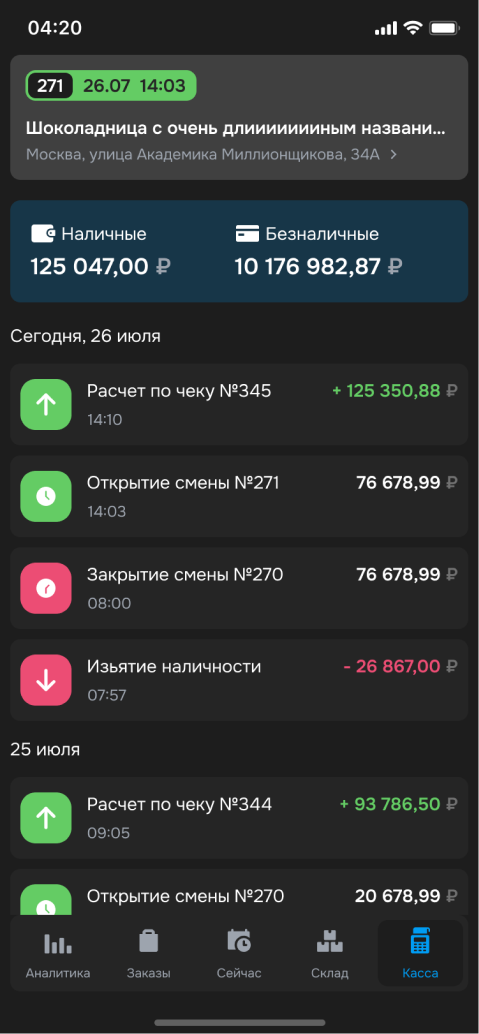 04:20
271 26.07 14:03
Шоколадница с очень длиииииииным названи...
Москва, улица Академика Миллионщикова, 34А >
Наличные Безналичные
125 047,00 ₽ 10 176 982,87 ₽
Сегодня, 26 июля
Расчет по чеку №345 + 125 350,88 ₽
14:10
Открытие смены №271 76 678,99 ₽
14:03
Закрытие смены №270 76 678,99 ₽
08:00
Изьятие наличности - 26 867,00 ₽
07:57
25 июля
Расчет по чеку №344 + 93 786,50 ₽
09:05
Открытие смены №270 20 678,99 ₽
Аналитика Заказы Сейчас Склад Касса